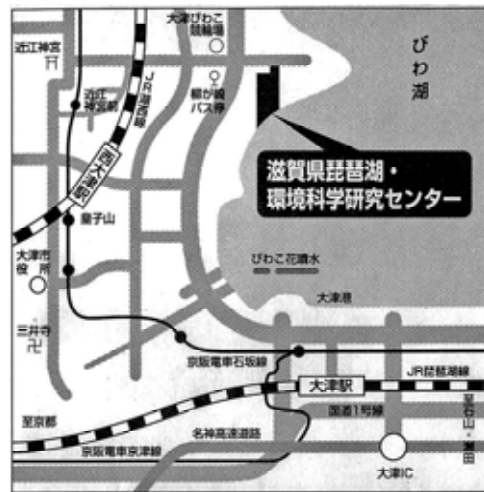 大津びわこ
競輪場
近江神宮
びわ湖
JR湖西線
柳が崎
バス停
近江
神宮前
滋賀県琵琶湖・
環境科学研究センター
西大津駅
皇子山
大津市
役所
びわこ花噴水
大津港
三井寺
京阪電車石坂線
JR琵琶湖線
大津駅
国道1号線
至京都
名神高速道路
至石山・草津
京阪電車京津線
大津IC